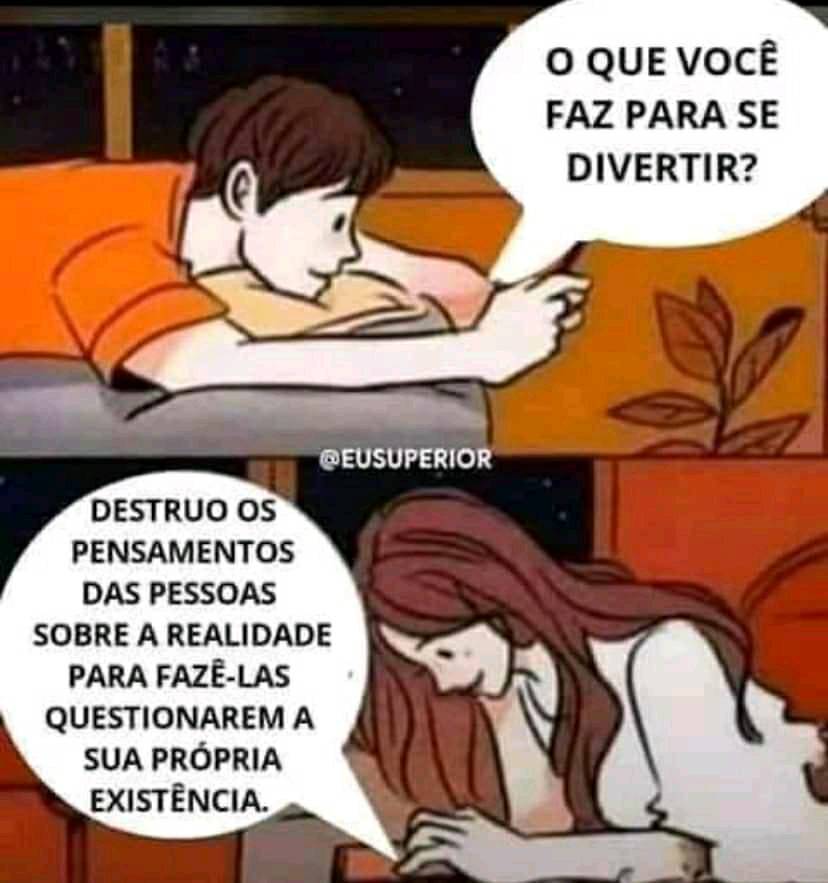 O QUE VOCÊ
FAZ PARA SE
DIVERTIR?
@EUSUPERIOR
DESTRUO OS
PENSAMENTOS
DAS PESSOAS
SOBRE A REALIDADE
PARA FAZÊ-LAS
QUESTIONAREM A
SUA PRÓPRIA
EXISTÊNCIA.